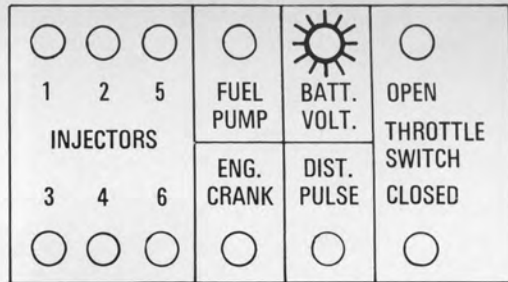 1 2 5
INJECTORS
3 4 6
FUEL
PUMP
BATT.
VOLT.
ENG.
CRANK
DIST.
PULSE
OPEN
THROTTLE
SWITCH
CLOSED